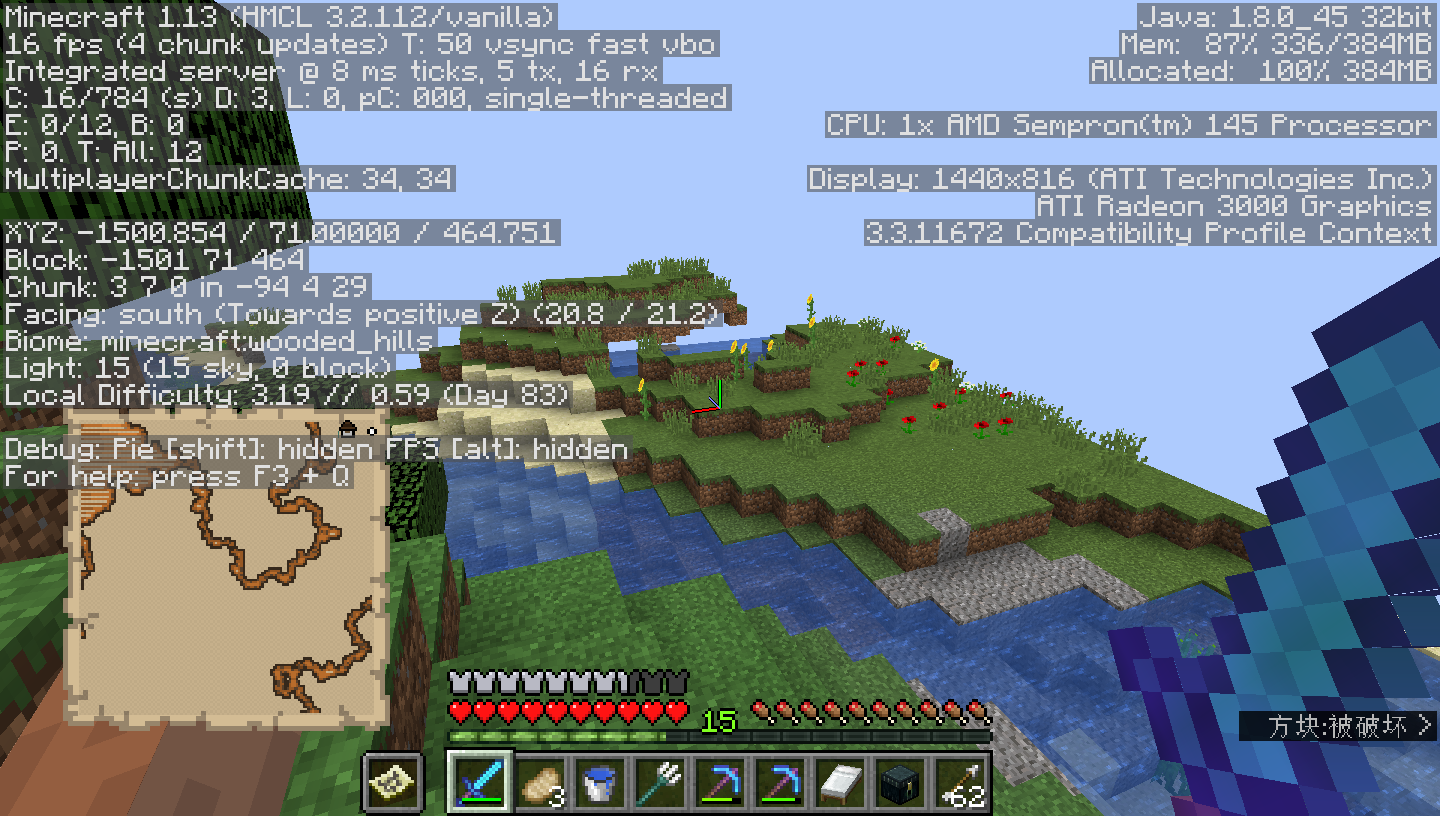 Minecraft 1.13 (HMCL 3.2.112/vanilla)
16 fps (4 chunk updates) T: 50 vsync fast vbo
Integrated server @ 8 ms ticks, 5 tx, 16 rx
C: 16/784 (s) D: 3, L: 0, pC: 000, single-threaded
E: 0/12, B: 0
P: 0. T: All: 12
MultiplayerChunkCache: 34, 34
XYZ: -1500.854 / 71.00000 / 464.751
Block: -1501 71 464
Chunk: 3 7 0 in -94 4 29
Facing: south (Towards positive Z) (20.8 / 21.2)
Biome: minecraft:wooded_hills
Light: 15 (15 sky, 0 block)
Local Difficulty: 3.19 // 0.59 (Day 83)
Debug: Pie [shift]: hidden FPS [alt]: hidden
For help: press F3 + Q
Java: 1.8.0_45 32bit
Mem: 87% 336/384MB
Allocated: 100% 384MB
CPU: 1x AMD Sempron(tm) 145 Processor
Display: 1440x816 (ATI Technologies Inc.)
ATI Radeon 3000 Graphics
3.3.11672 Compatibility Profile Context
方块:被破坏 >
15
3
62